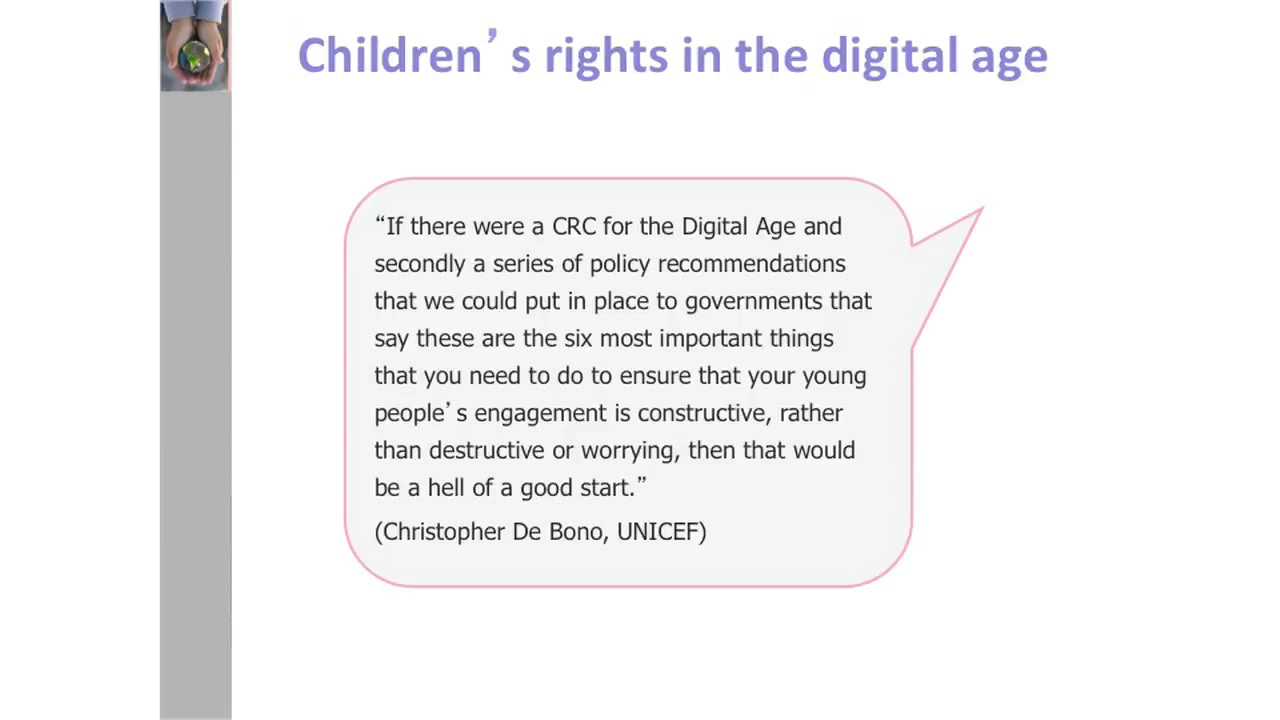 Children’s rights in the digital age
“If there were a CRC for the Digital Age and
secondly a series of policy recommendations
that we could put in place to governments that
say these are the six most important things
that you need to do to ensure that your young
people’s engagement is constructive, rather
than destructive or worrying, then that would
be a hell of a good start.”
(Christopher De Bono, UNICEF)